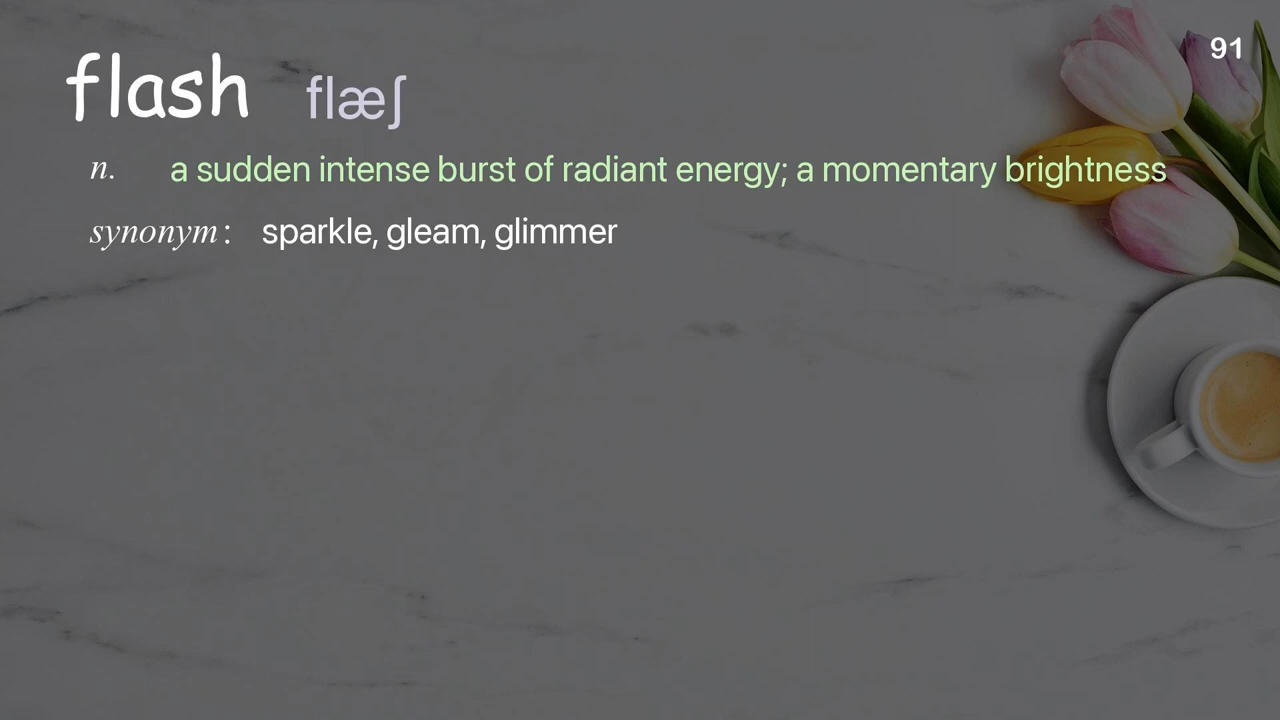 91
flash flæʃ
n. a sudden intense burst of radiant energy; a momentary brightness
synonym : sparkle, gleam, glimmer